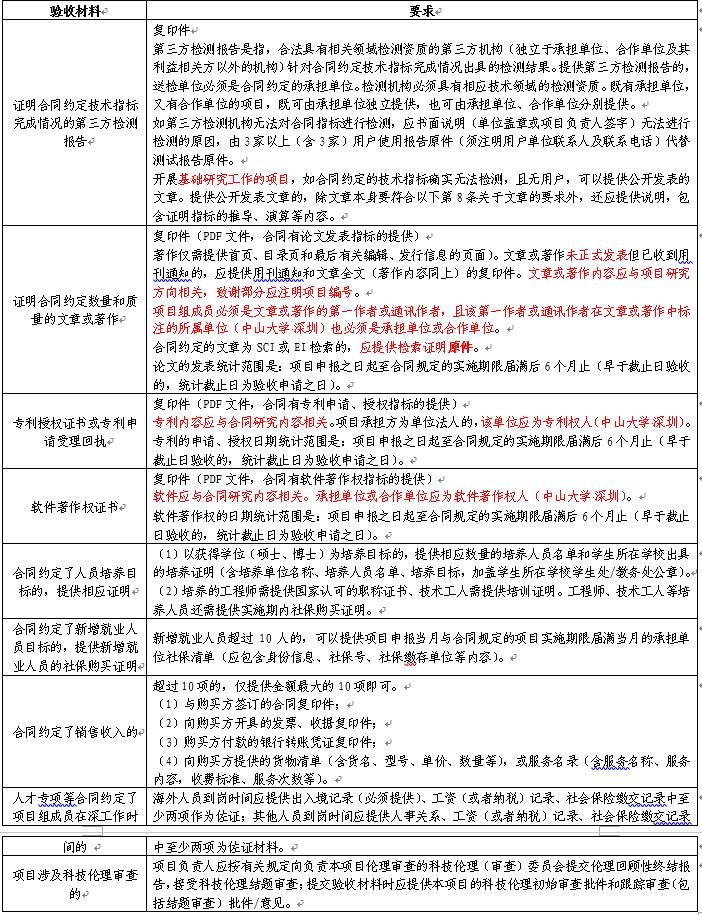 验收材料
要求
证明合同约定技术指标
完成情况的第三方检测
报告
复印件
第三方检测报告是指，合法具有相关领域检测资质的第三方机构（独立于承担单位、合作单位及其
利益相关方以外的机构）针对合同约定技术指标完成情况出具的检测结果。提供第三方检测报告的，
送检单位必须是合同约定的承担单位。检测机构必须具有相应技术领域的检测资质。既有承担单位，
又有合作单位的项目，既可由承担单位独立提供，也可由承担单位、合作单位分别提供。
如第三方检测机构无法对合同指标进行检测，应书面说明（单位盖章或项目负责人签字）无法进行
检测的原因，由 3 家以上（含 3 家）用户使用报告原件（须注明用户单位联系人及联系电话）代替
测试报告原件。
开展基础研究工作的项目，如合同约定的技术指标确实无法检测，且无用户，可以提供公开发表的
文章。提供公开发表文章的，除文章本身要符合以下第 8 条关于文章的要求外，还应提供说明，包
含证明指标的推导、演算等内容。
证明合同约定数量和质
量的文章或著作
复印件（PDF 文件，合同有论文发表指标的提供）
著作仅需提供首页、目录页和最后有关编辑、发行信息的页面）。文章或著作未正式发表但已收到用
刊通知的，应提供用刊通知和文章全文（著作内容同上）的复印件。文章或著作内容应与项目研究
方向相关，致谢部分应注明项目编号。
项目组成员必须是文章或著作的第一作者或通讯作者，且该第一作者或通讯作者在文章或著作中标
注的所属单位（中山大学·深圳）也必须是承担单位或合作单位。
合同约定的文章为 SCI 或 EI 检索的，应提供检索证明原件。
论文的发表统计范围是：项目申报之日起至合同规定的实施期限届满后 6 个月止（早于截止日验收
的，统计截止日为验收申请之日）。
专利授权证书或专利申
请受理回执
复印件（PDF 文件，合同有专利申请、授权指标的提供）
专利内容应与合同研究内容相关。项目承担方为单位法人的，该单位应为专利权人（中山大学·深圳）。
专利的申请、授权日期统计范围是：项目申报之日起至合同规定的实施期限届满后 6 个月止（早于
截止日验收的，统计截止日为验收申请之日）。
软件著作权证书
复印件（PDF 文件，合同有软件著作权指标的提供）
软件应与合同研究内容相关。承担单位或合作单位应为软件著作权人（中山大学·深圳）。
软件著作权的日期统计范围是：项目申报之日起至合同规定的实施期限届满后 6 个月止（早于截止
日验收的，统计截止日为验收申请之日）。
合同约定了人员培养目
标的，提供相应证明
（1）以获得学位（硕士、博士）为培养目标的，提供相应数量的培养人员名单和学生所在学校出具
的培养证明（含培养单位名称、培养人员名单、培养目标，加盖学生所在学校学生处/教务处公章）。
（2）培养的工程师需提供国家认可的职称证书、技术工人需提供培训证明。工程师、技术工人等培
养人员还需提供实施期内社保购买证明。
合同约定了新增就业人
员目标的，提供新增就
业人员的社保购买证明
新增就业人员超过 10 人的，可以提供项目申报当月与合同规定的项目实施期限届满当月的承担单
位社保清单（应包含身份信息、社保号、社保缴存单位等内容）。
合同约定了销售收入的
超过 10 项的，仅提供金额最大的 10 项即可。
（1）与购买方签订的合同复印件；
（2）向购买方开具的发票、收据复印件；
（3）购买方付款的银行转账凭证复印件；
（4）向购买方提供的货物清单（含货名、型号、单价、数量等），或服务名录（含服务名称、服务
内容，收费标准、服务次数等）。
人才专项等合同约定了
项目组成员在深工作时
间的
海外人员到岗时间应提供出入境记录（必须提供）、工资（或者纳税）记录、社会保险缴交记录中至
少两项作为佐证；其他人员到岗时间应提供人事关系、工资（或者纳税）记录、社会保险缴交记录
中至少两项为佐证材料。
项目涉及科技伦理审查
的
项目负责人应按有关规定向负责本项目伦理审查的科技伦理（审查）委员会提交伦理回顾性终结报
告，接受科技伦理结题审查；提交验收材料时应提供本项目的科技伦理初始审查批件和跟踪审查（包
括结题审查）批件/意见。